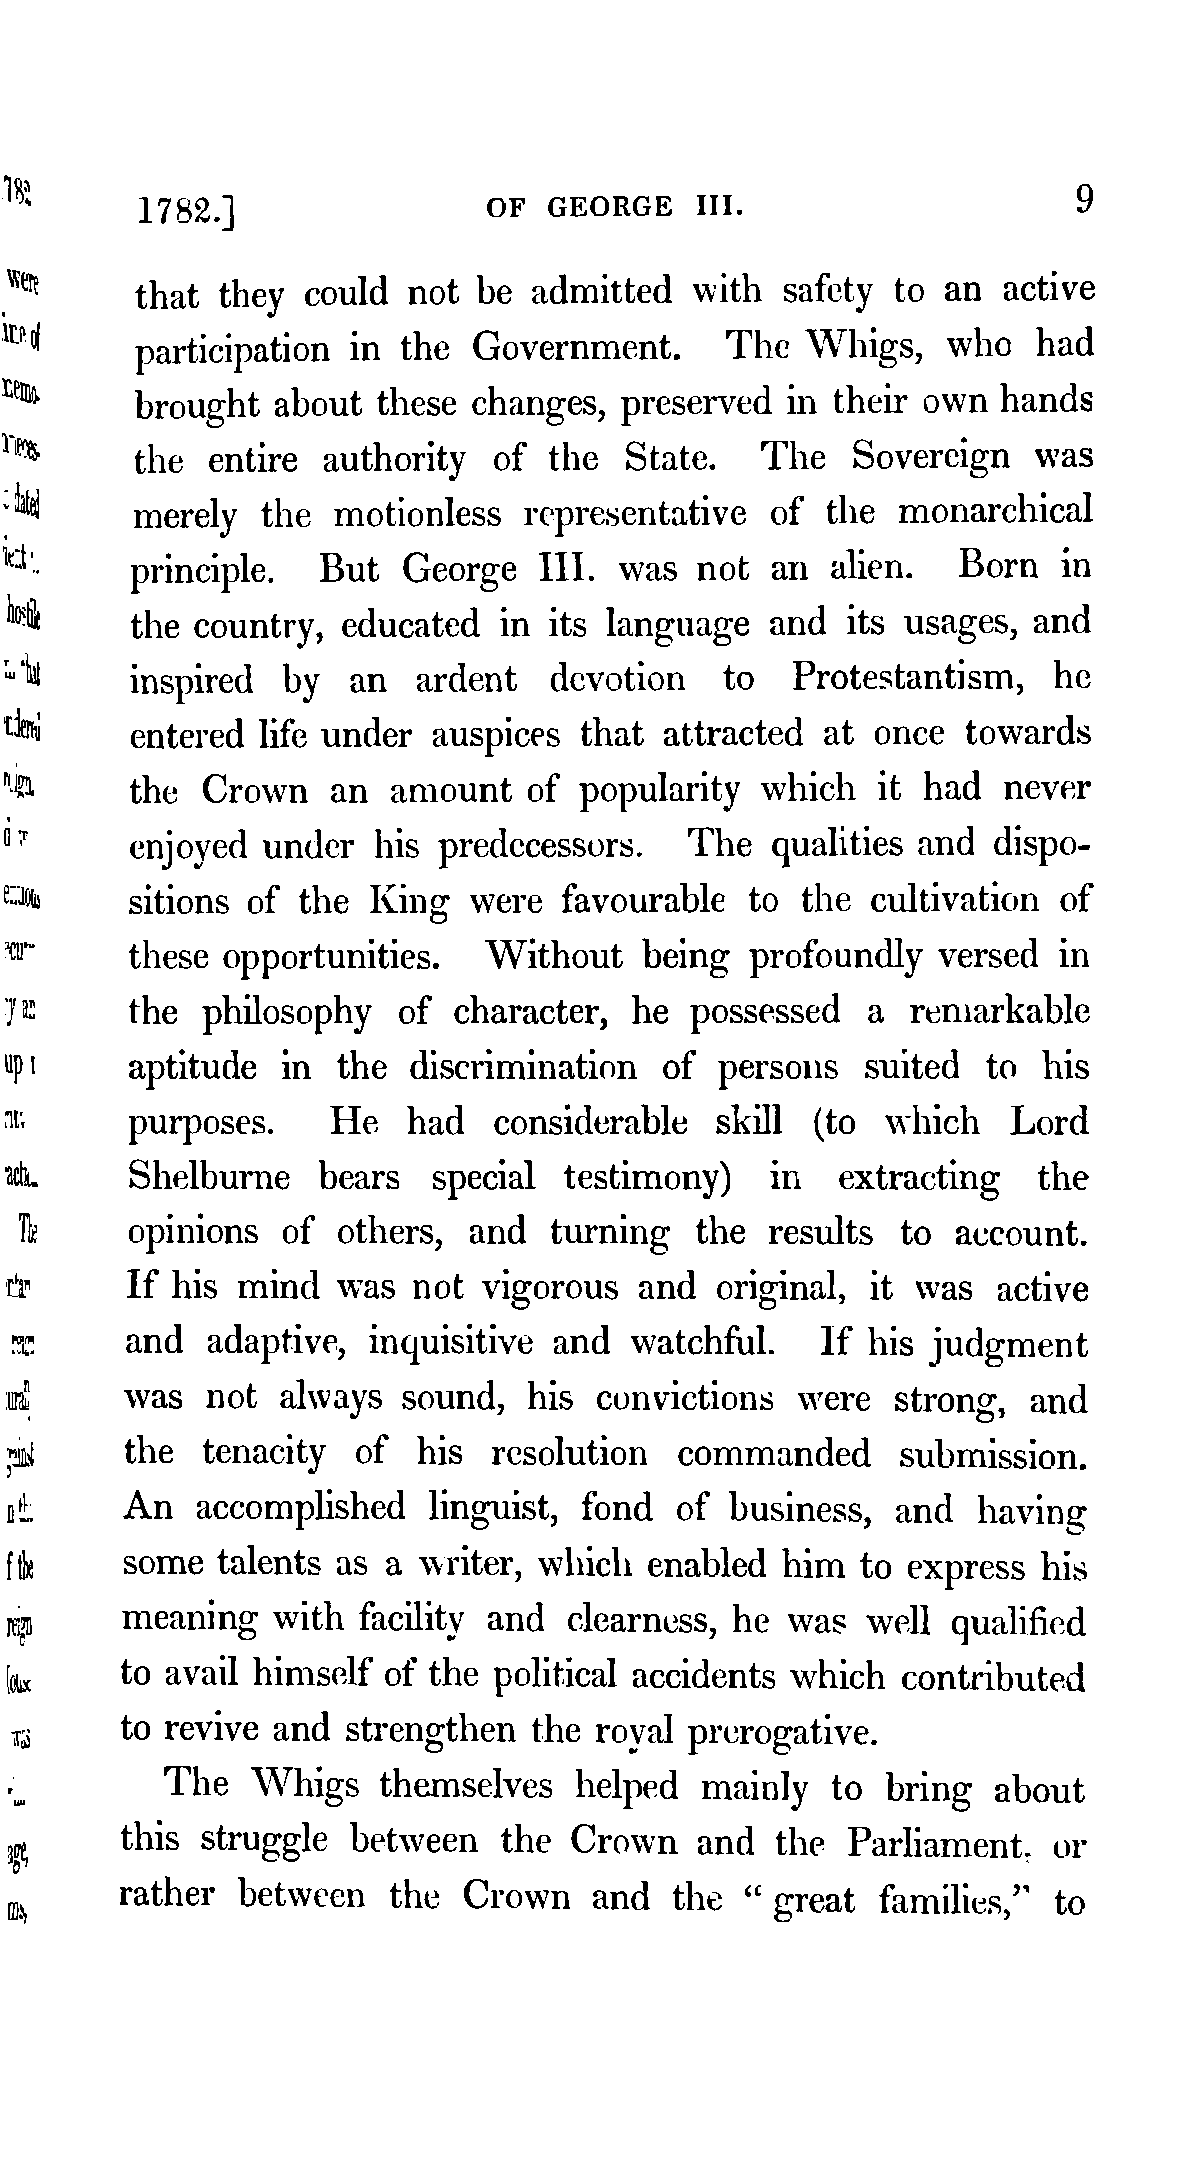 1782.] OF GEORGE III. 9
that they could not be admitted with safety to an active
participation in the Government. The Whigs, who had
brought about these changes, preserved in their own hands
the entire authority of the State. The Sovereign was
merely the motionless representative of the monarchical
principle. But George III. was not an alien. Born in
the country, educated in its language and its usages, and
inspired by an ardent devotion to Protestantism, he
entered life under auspices that attracted at once towards
the Crown an amount of popularity which it had never
enjoyed under his predecessors. The qualities and dispo-
sitions of the King were favourable to the cultivation of
these opportunities. Without being profoundly versed in
the philosophy of character, he possessed a remarkable
aptitude in the discrimination of persons suited to his
purposes. He had considerable skill (to which Lord
Shelburne bears special testimony) in extracting the
opinions of others, and turning the results to account.
If his mind was not vigorous and original, it was active
and adaptive, inquisitive and watchful. If his judgment
was not always sound, his convictions were strong, and
the tenacity of his resolution commanded submission.
An accomplished linguist, fond of business, and having
some talents as a writer, which enabled him to express his
meaning with facility and clearness, he was well qualified
to avail himself of the political accidents which contributed
to revive and strengthen the royal prerogative.
The Whigs themselves helped mainly to bring about
this struggle between the Crown and the Parliament, or
rather between the Crown and the “great families,” to